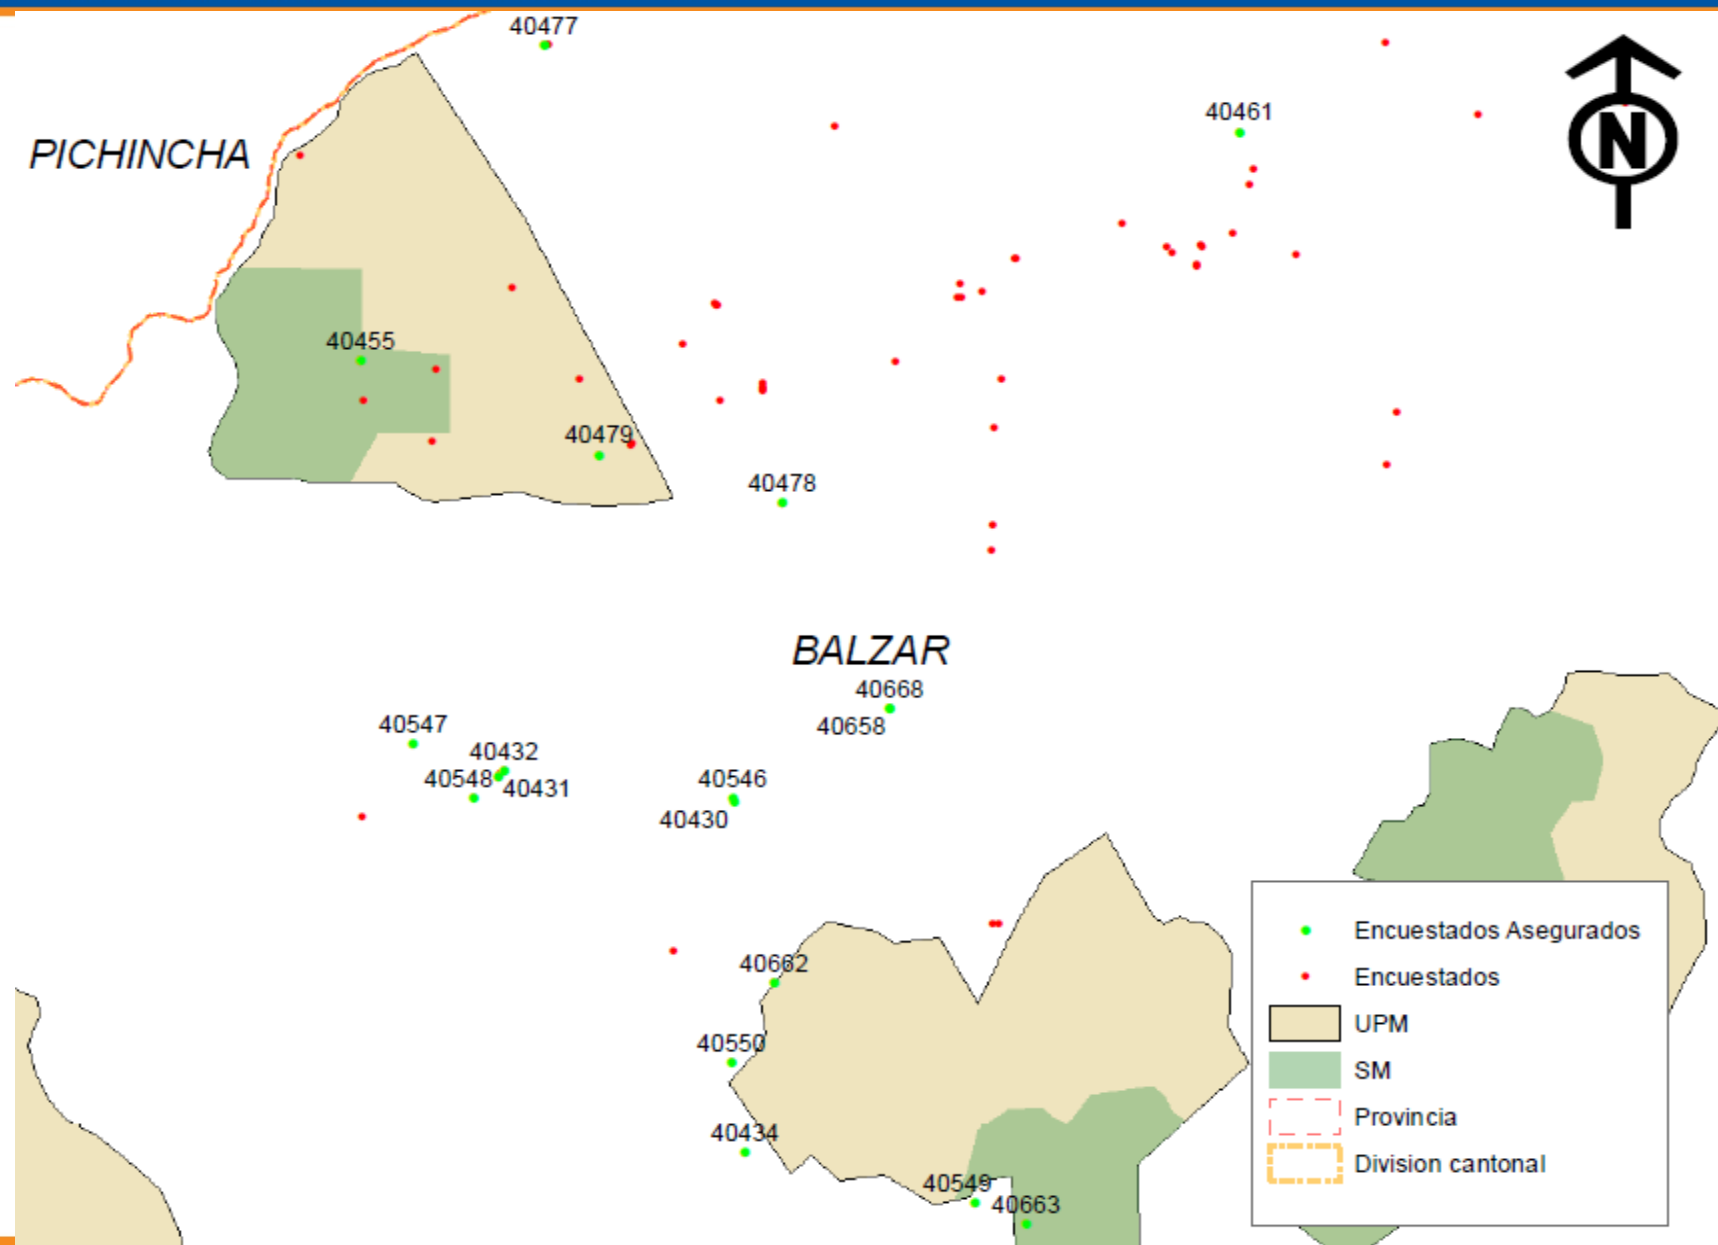 40477
40461
N
PICHINCHA
40455
40479
40478
BALZAR
40668
40658
40547
40432
40548
40431
40546
40430
40662
40550
40434
40549
40663
Encuestados Asegurados
Encuestados
UPM
SM
Provincia
Division cantonal